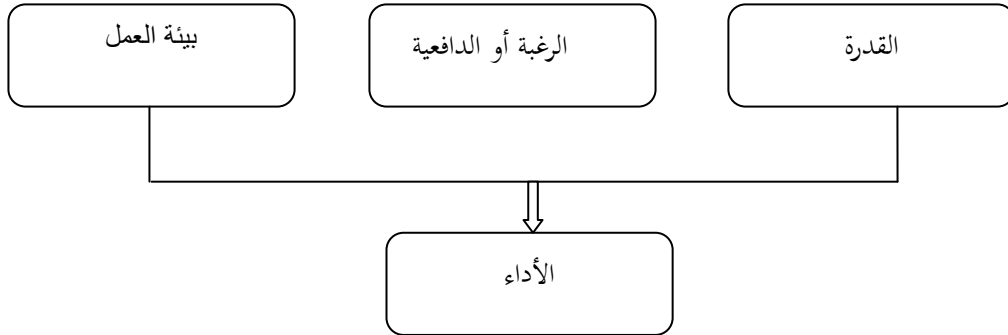 القدرة
الرغبة أو الدافعية
بيئة العمل
الأداء